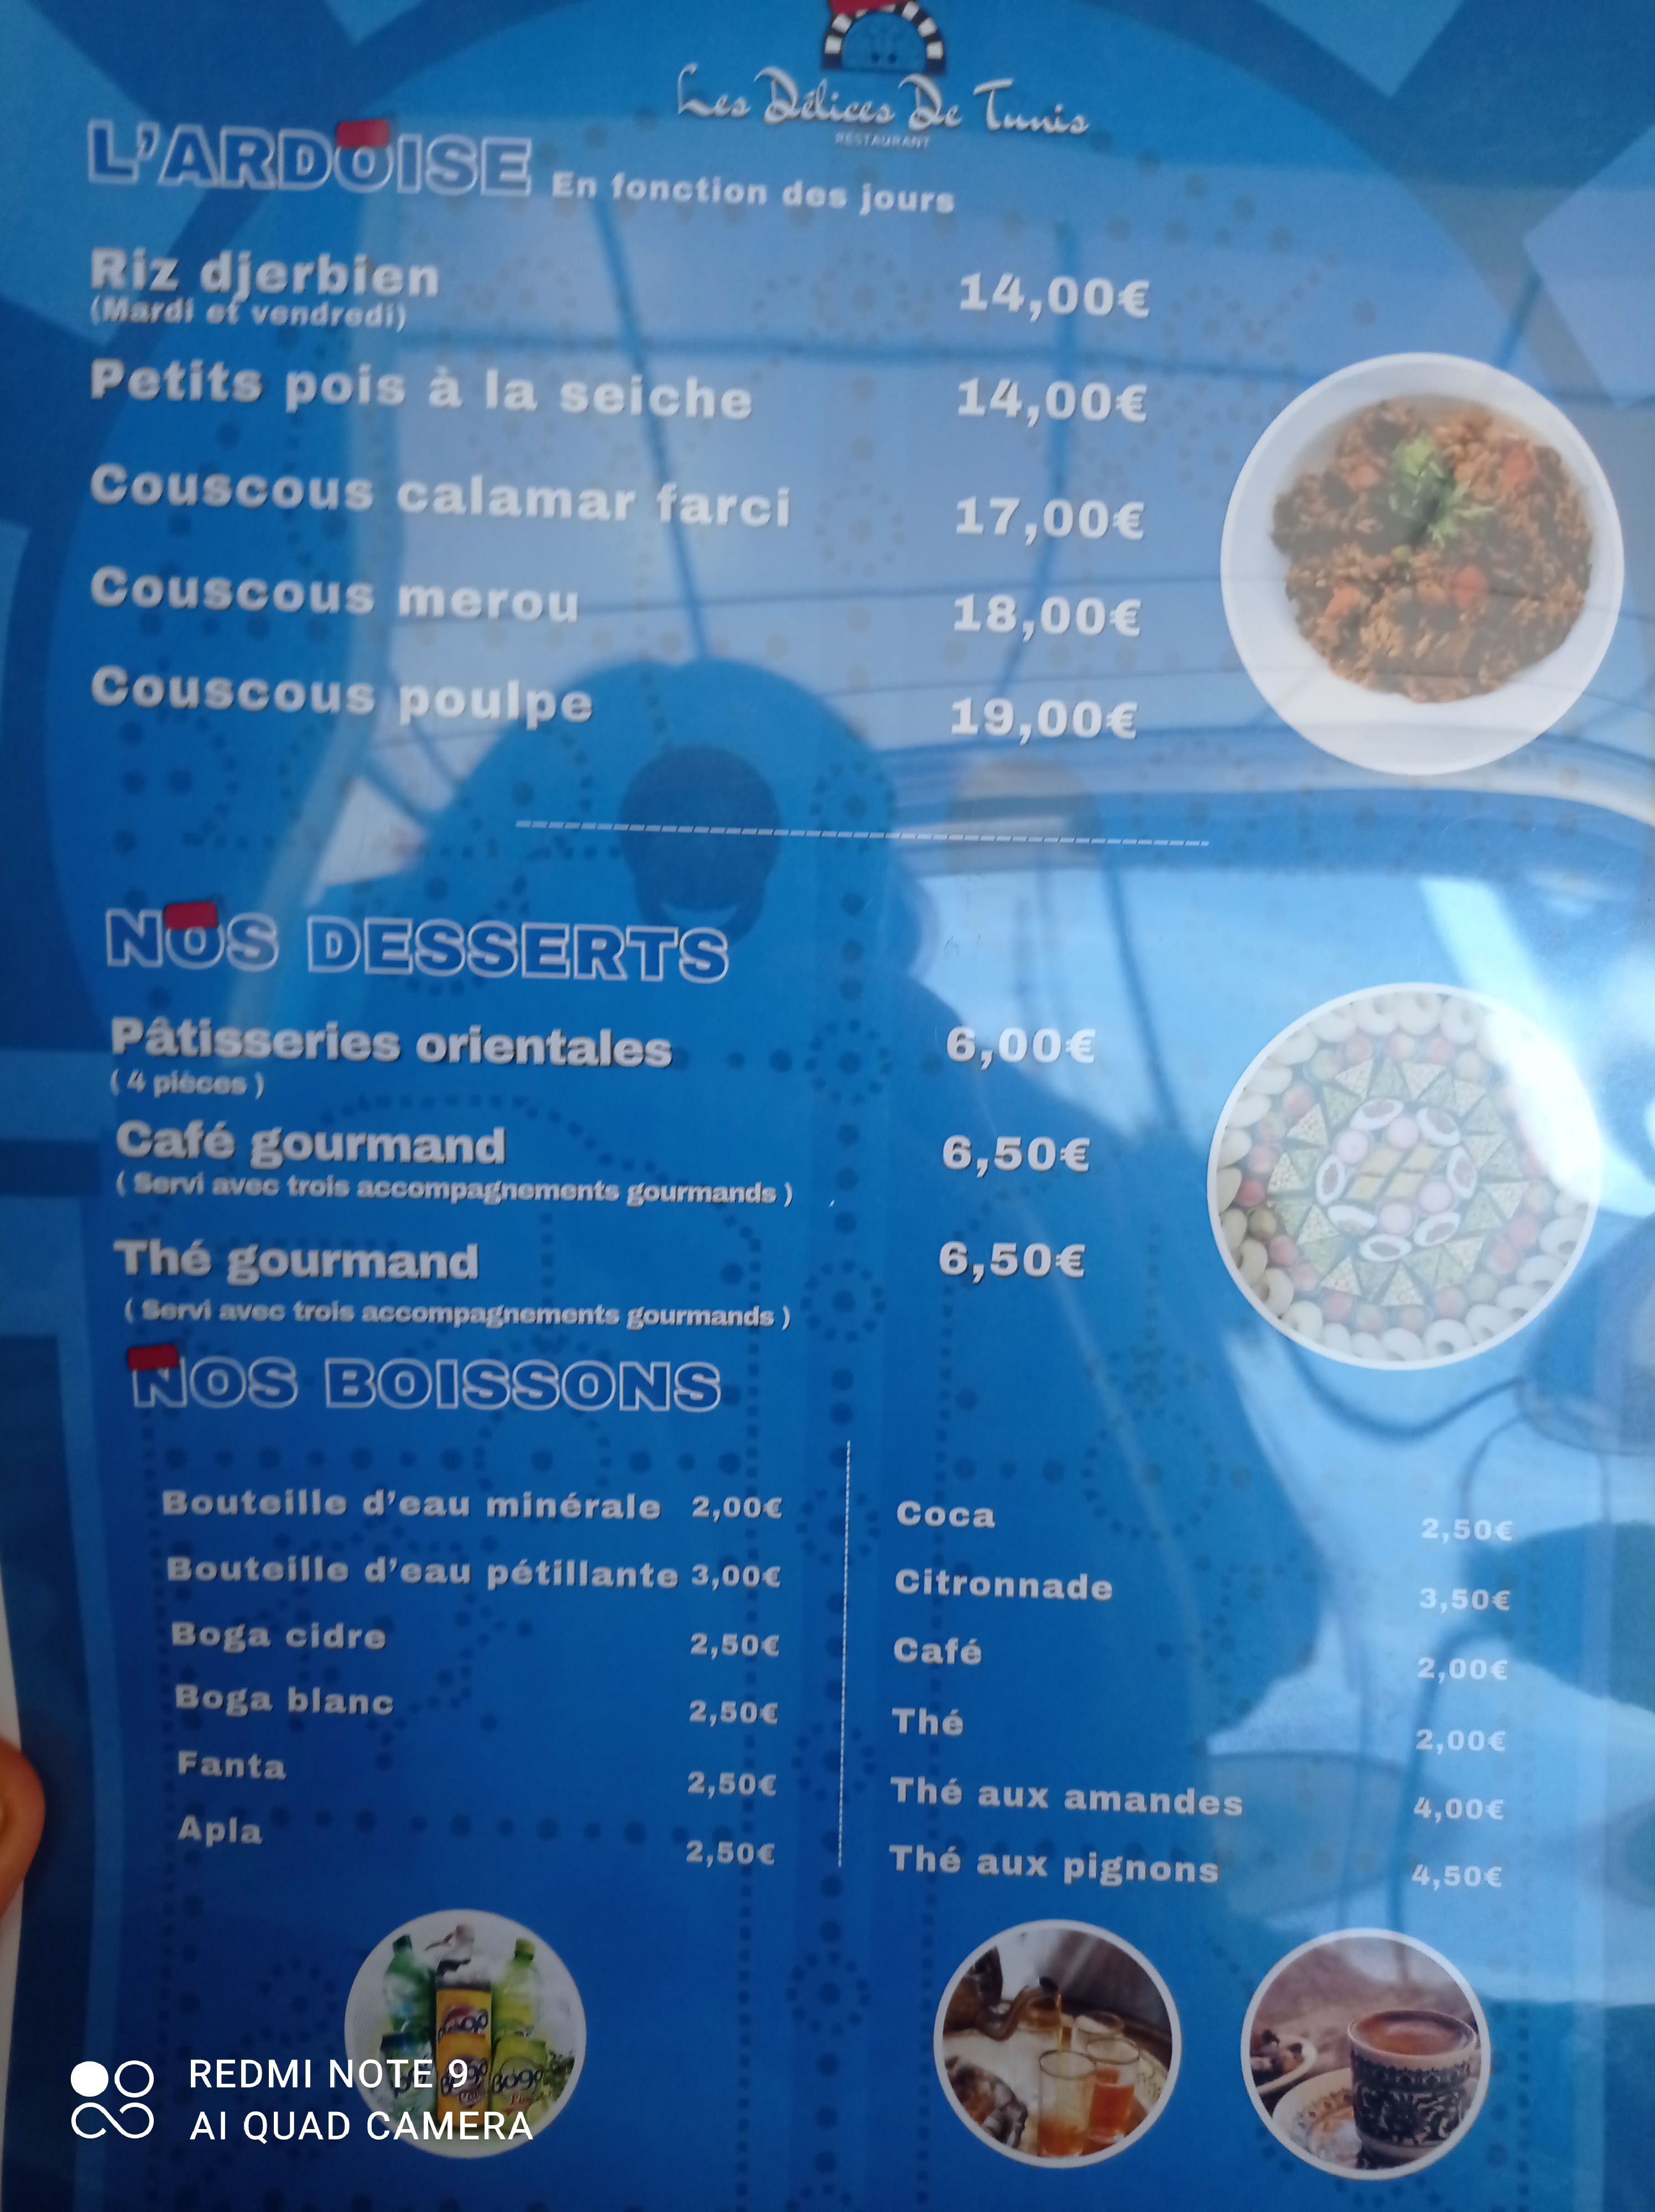 Les Délices De Tunis
RESTAURANT
L'ARDOISE En fonction des jours
Riz djerbien 14,00€
(Mardi et vendredi)
Petits pois à la seiche 14,00€
Couscous calamar farci 17,00€
Couscous merou 18,00€
Couscous poulpe 19,00€
NOS DESSERTS
Pâtisseries orientales 6,00€
( 4 pièces )
Café gourmand 6,50€
( Servi avec trois accompagnements gourmands )
Thé gourmand 6,50€
( Servi avec trois accompagnements gourmands )
NOS BOISSONS
Bouteille d'eau minérale 2,00€
Bouteille d'eau pétillante 3,00€
Boga cidre 2,50€
Boga blanc 2,50€
Fanta 2,50€
Apla 2,50€
Coca 2,50€
Citronnade 3,50€
Café 2,00€
Thé 2,00€
Thé aux amandes 4,00€
Thé aux pignons 4,50€
REDMI NOTE 9
AI QUAD CAMERA